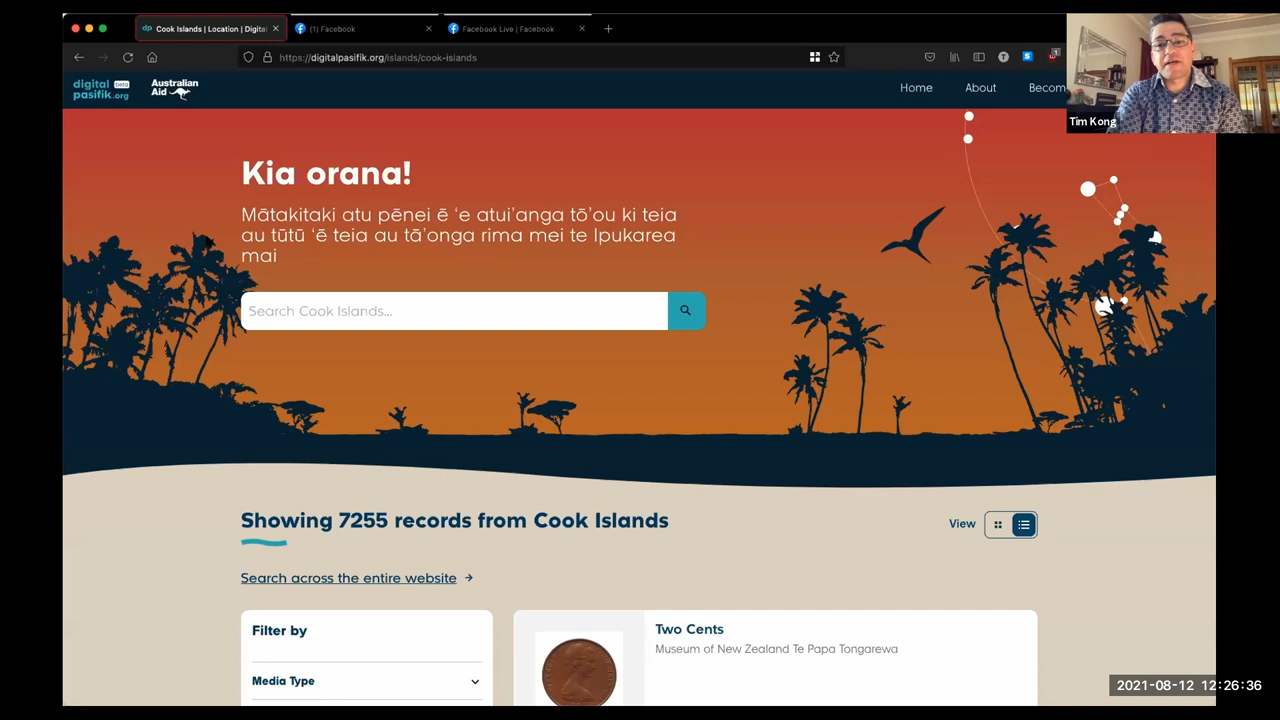 Cook Islands | Location | Digita
(1) Facebook
Facebook Live | Facebook
https://digitalpasifik.org/islands/cook-islands
digital beta
pasifik.org
Australian
Aid
Home
About
Becom
Tim Kong
Kia orana!
Mātakitaki atu pēnei ē ‘e atui’anga tō’ou ki teia
au tūtū ‘ē teia au tā’onga rima mei te Ipukarea
mai
Search Cook Islands...
Showing 7255 records from Cook Islands
View
Search across the entire website
Filter by
Media Type
Two Cents
Museum of New Zealand Te Papa Tongarewa
2021-08-12 12:26:36